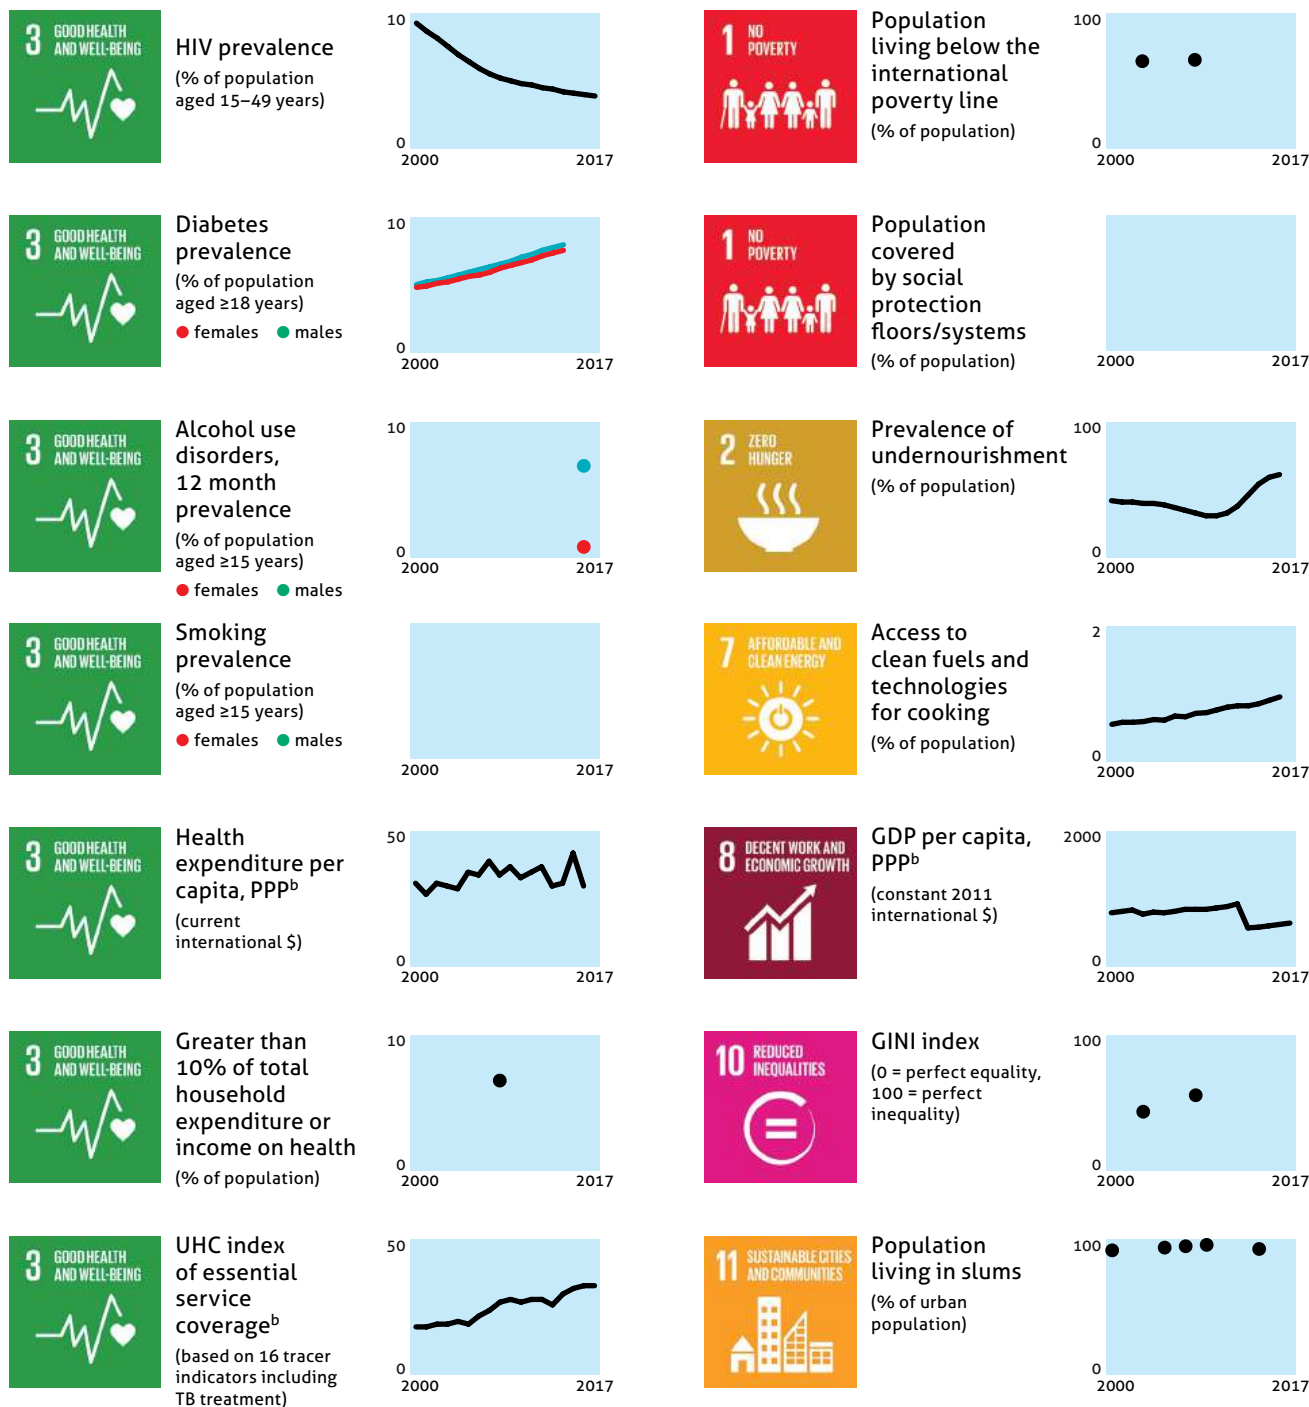 3 GOOD HEALTH
AND WELL-BEING
HIV prevalence
(% of population
aged 15–49 years)
10
0
2000 2017
3 GOOD HEALTH
AND WELL-BEING
Diabetes
prevalence
(% of population
aged ≥18 years)
females males
10
0
2000 2017
3 GOOD HEALTH
AND WELL-BEING
Alcohol use
disorders,
12 month
prevalence
(% of population
aged ≥15 years)
females males
10
0
2000 2017
3 GOOD HEALTH
AND WELL-BEING
Smoking
prevalence
(% of population
aged ≥15 years)
females males
2000 2017
3 GOOD HEALTH
AND WELL-BEING
Health
expenditure per
capita, PPPᵇ
(current
international $)
50
0
2000 2017
3 GOOD HEALTH
AND WELL-BEING
Greater than
10% of total
household
expenditure or
income on health
(% of population)
10
0
2000 2017
3 GOOD HEALTH
AND WELL-BEING
UHC index
of essential
service
coverageᵇ
(based on 16 tracer
indicators including
TB treatment)
50
0
2000 2017
1 NO
POVERTY
Population
living below the
international
poverty line
(% of population)
100
0
2000 2017
1 NO
POVERTY
Population
covered
by social
protection
floors/systems
(% of population)
2000 2017
2 ZERO
HUNGER
Prevalence of
undernourishment
(% of population)
100
0
2000 2017
7 AFFORDABLE AND
CLEAN ENERGY
Access to
clean fuels and
technologies
for cooking
(% of population)
2
0
2000 2017
8 DECENT WORK AND
ECONOMIC GROWTH
GDP per capita,
PPPᵇ
(constant 2011
international $)
2000
0
2000 2017
10 REDUCED
INEQUALITIES
GINI index
(0 = perfect equality,
100 = perfect
inequality)
100
0
2000 2017
11 SUSTAINABLE CITIES
AND COMMUNITIES
Population
living in slums
(% of urban
population)
100
0
2000 2017